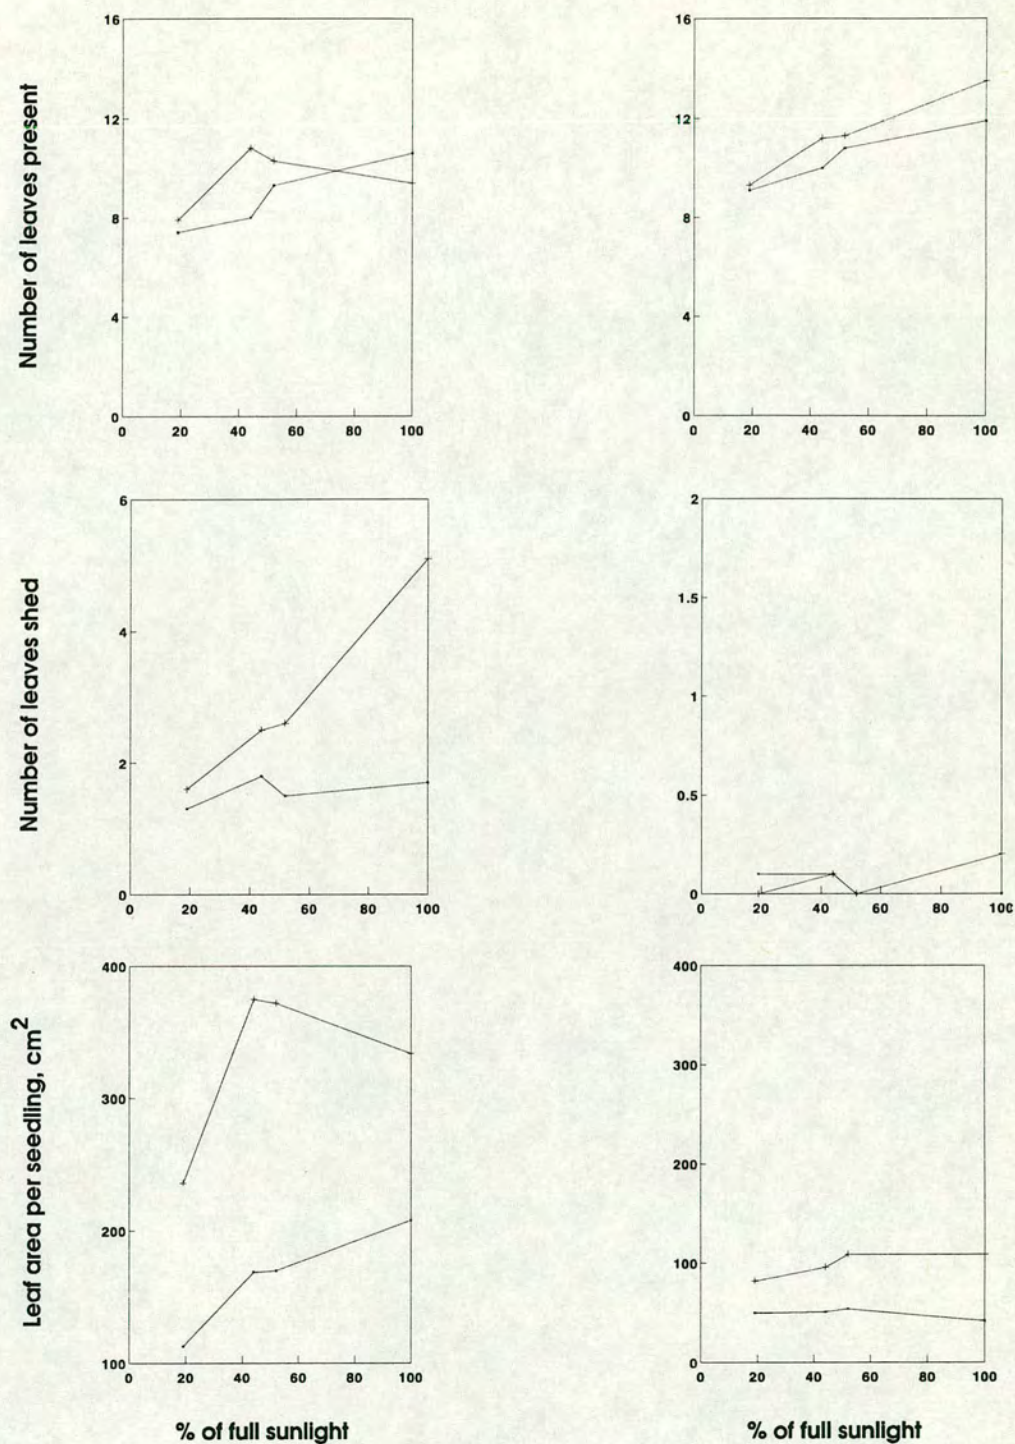 Number of leaves present
16
12
8
4
0
0 20 40 60 80 100
16
12
8
4
0
0 20 40 60 80 100
Number of leaves shed
6
4
2
0
0 20 40 60 80 100
2
1.5
1
0.5
0
0 20 40 60 80 100
Leaf area per seedling, cm²
400
300
200
100
0 20 40 60 80 100
% of full sunlight
400
300
200
100
0
0 20 40 60 80 100
% of full sunlight